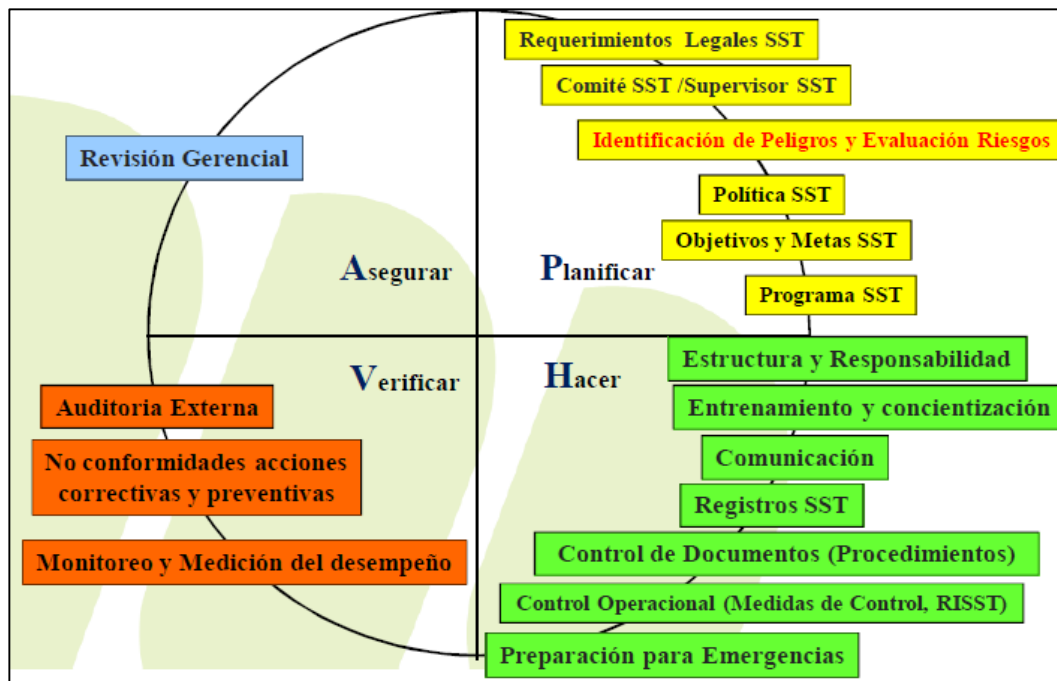 Requerimientos Legales SST
Comité SST /Supervisor SST
Identificación de Peligros y Evaluación Riesgos
Política SST
Objetivos y Metas SST
Programa SST
Planificar
Asegurar
Revisión Gerencial
Verificar
Hacer
Estructura y Responsabilidad
Entrenamiento y concientización
Comunicación
Registros SST
Control de Documentos (Procedimientos)
Control Operacional (Medidas de Control, RISST)
Preparación para Emergencias
Auditoria Externa
No conformidades acciones
correctivas y preventivas
Monitoreo y Medición del desempeño